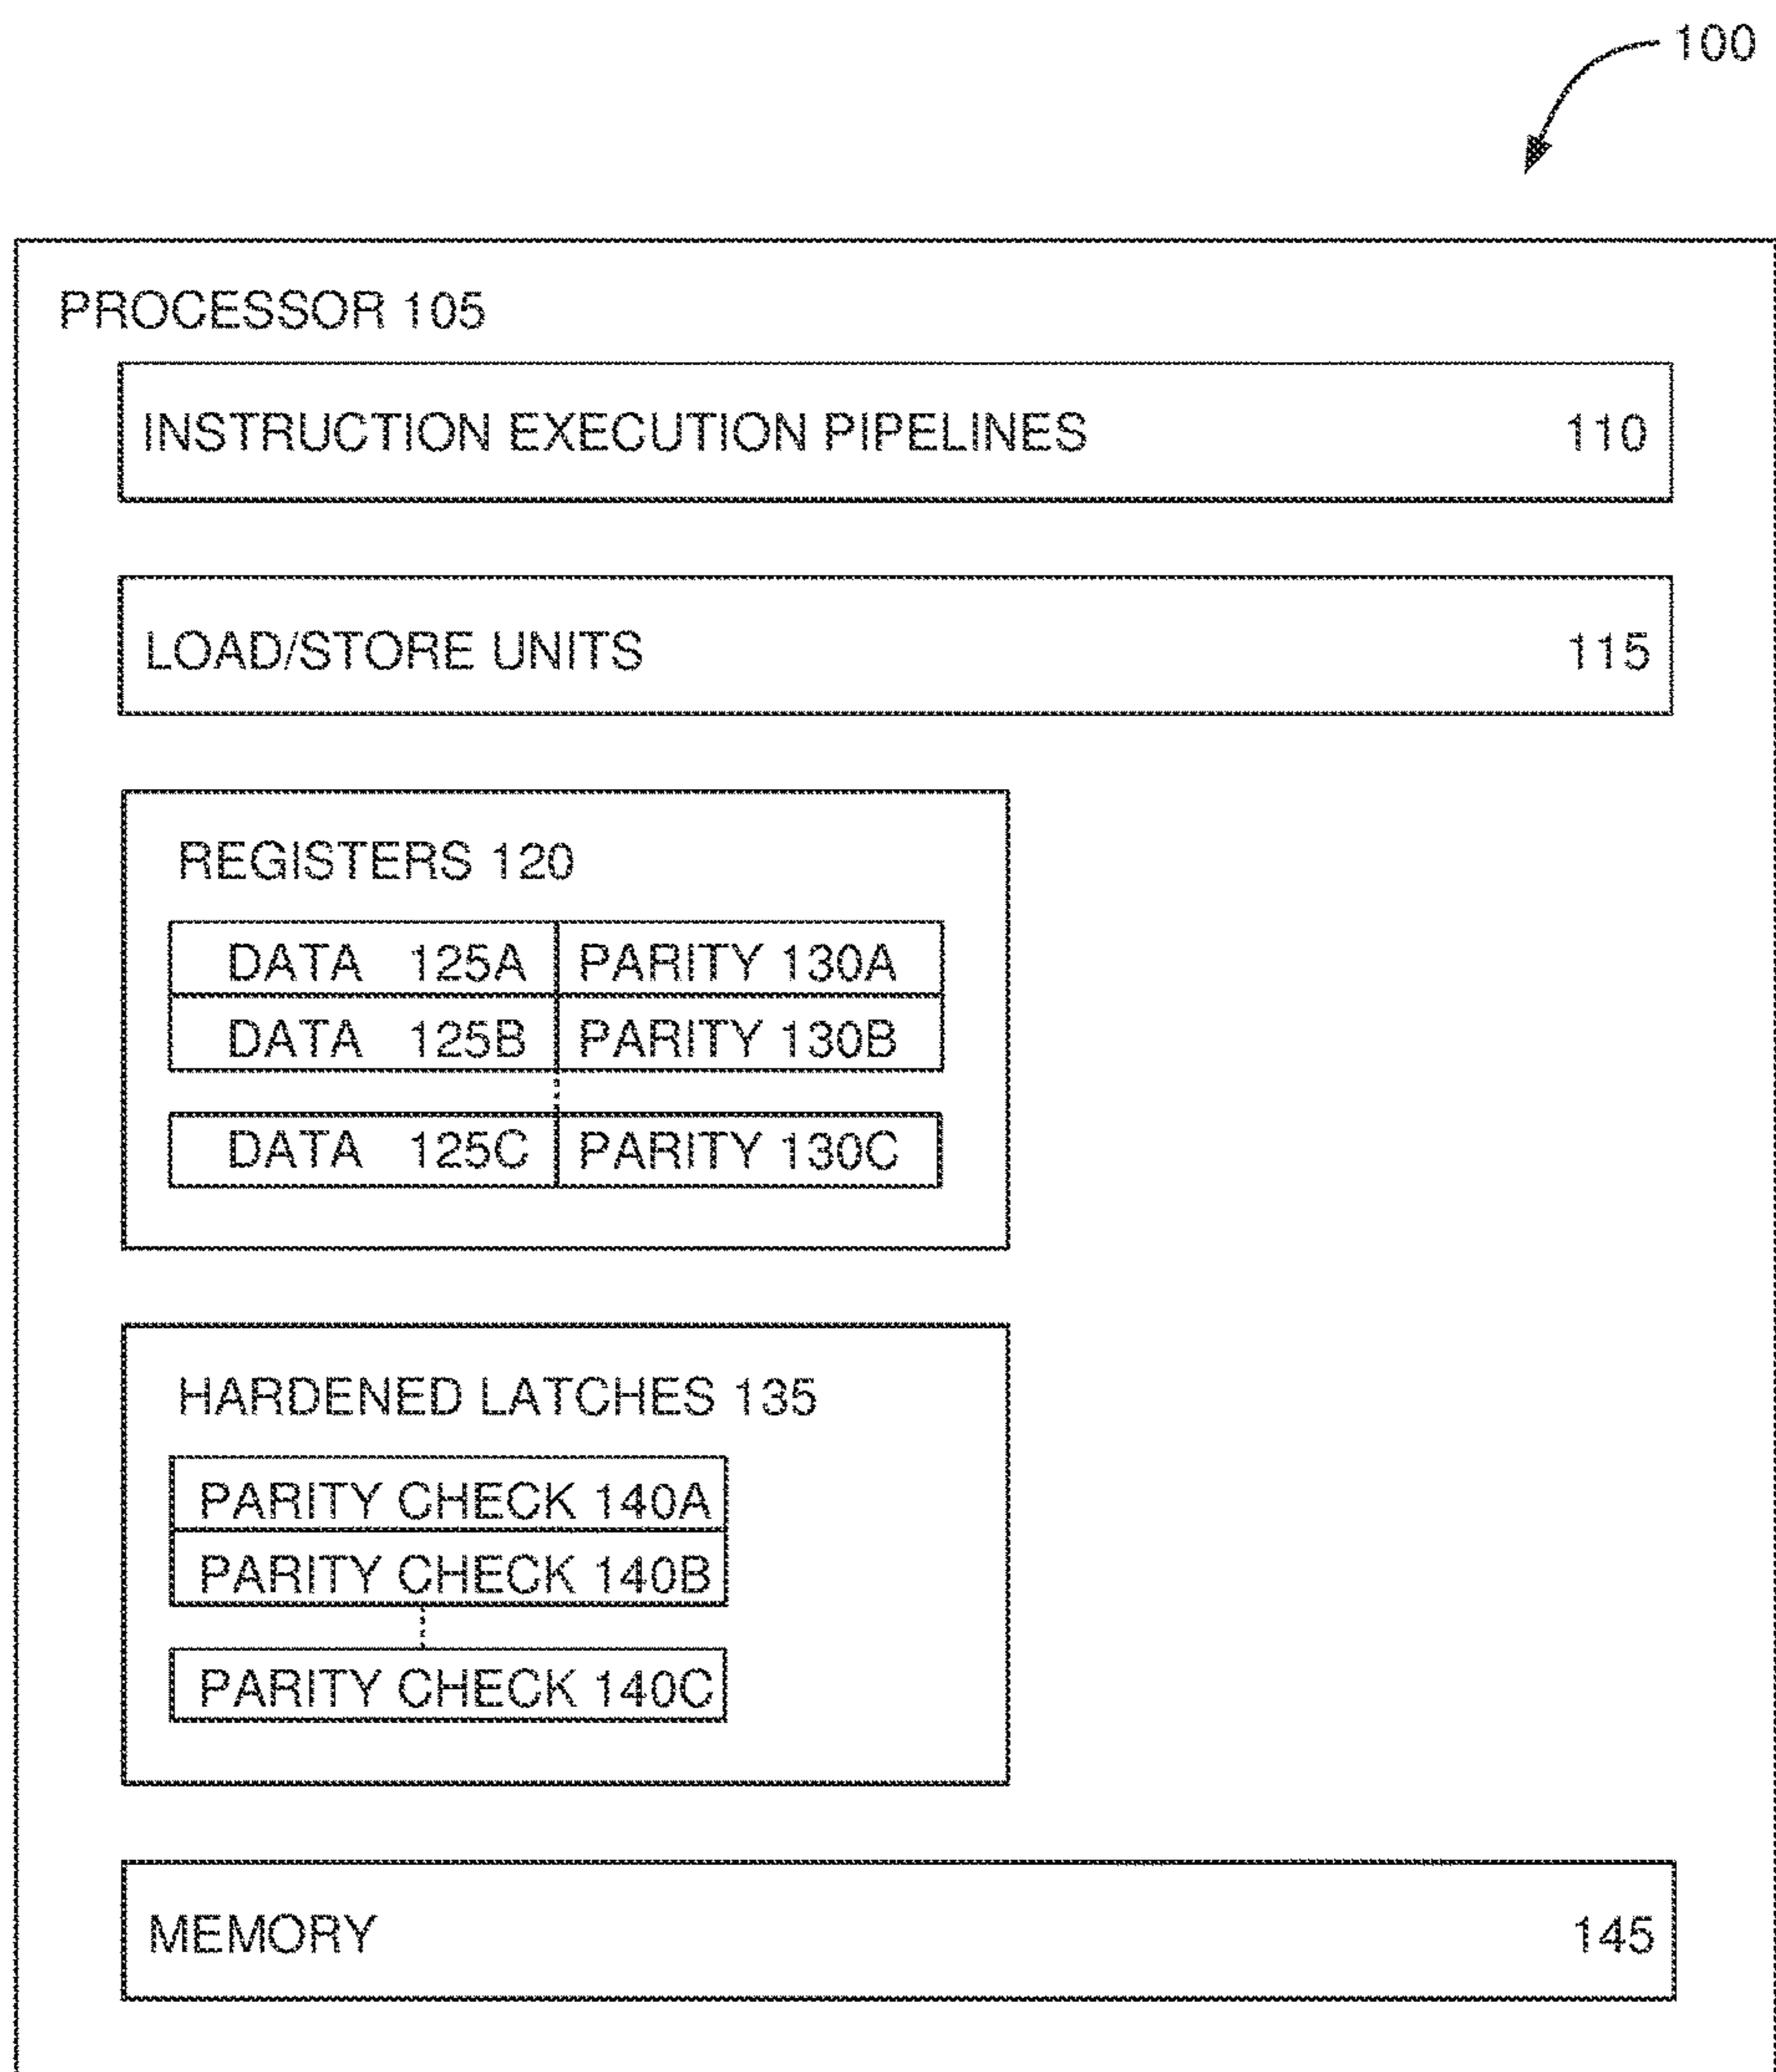 100
PROCESSOR 105
INSTRUCTION EXECUTION PIPELINES 110
LOAD/STORE UNITS 115
REGISTERS 120
DATA 125A PARITY 130A
DATA 125B PARITY 130B
DATA 125C PARITY 130C
HARDENED LATCHES 135
PARITY CHECK 140A
PARITY CHECK 140B
PARITY CHECK 140C
MEMORY 145